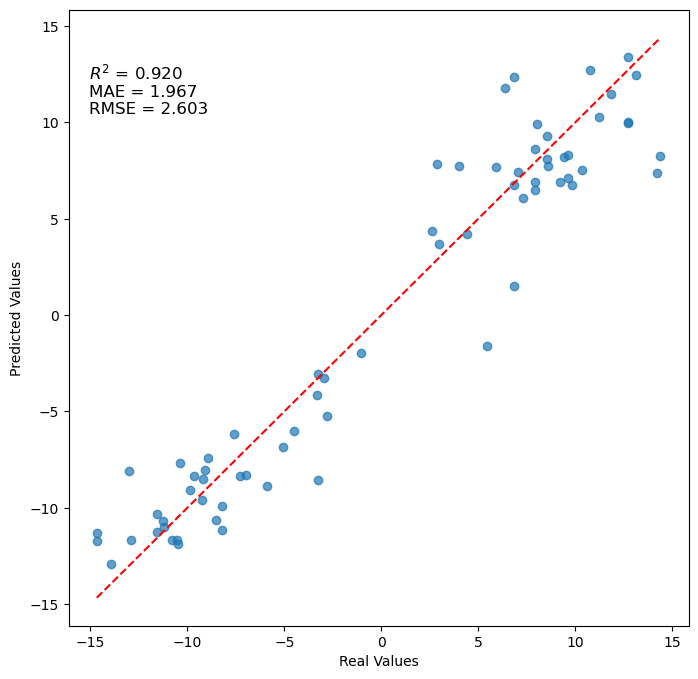 R² = 0.920
MAE = 1.967
RMSE = 2.603
15
10
5
0
−5
−10
−15
Predicted Values
−15 −10 −5 0 5 10 15
Real Values